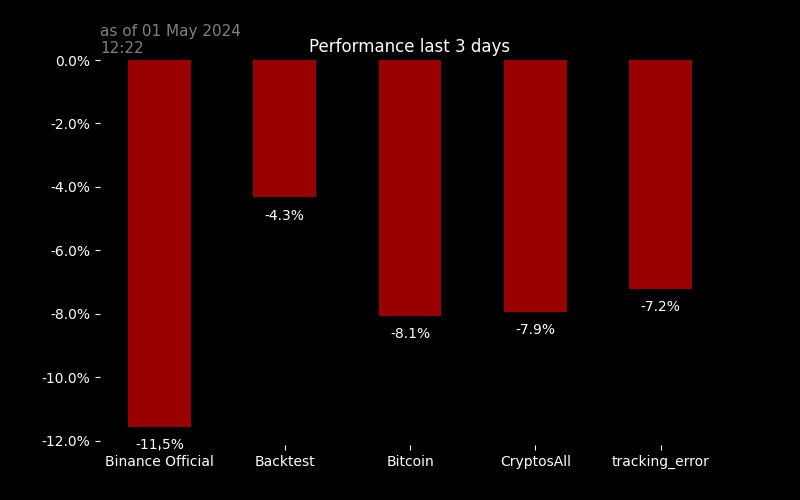 as of 01 May 2024
12:22
Performance last 3 days
0.0%
-2.0%
-4.0%
-6.0%
-8.0%
-10.0%
-12.0%
-4.3%
-7.2%
-7.9%
-8.1%
-11.5%
Binance Official
Backtest
Bitcoin
CryptosAll
tracking_error